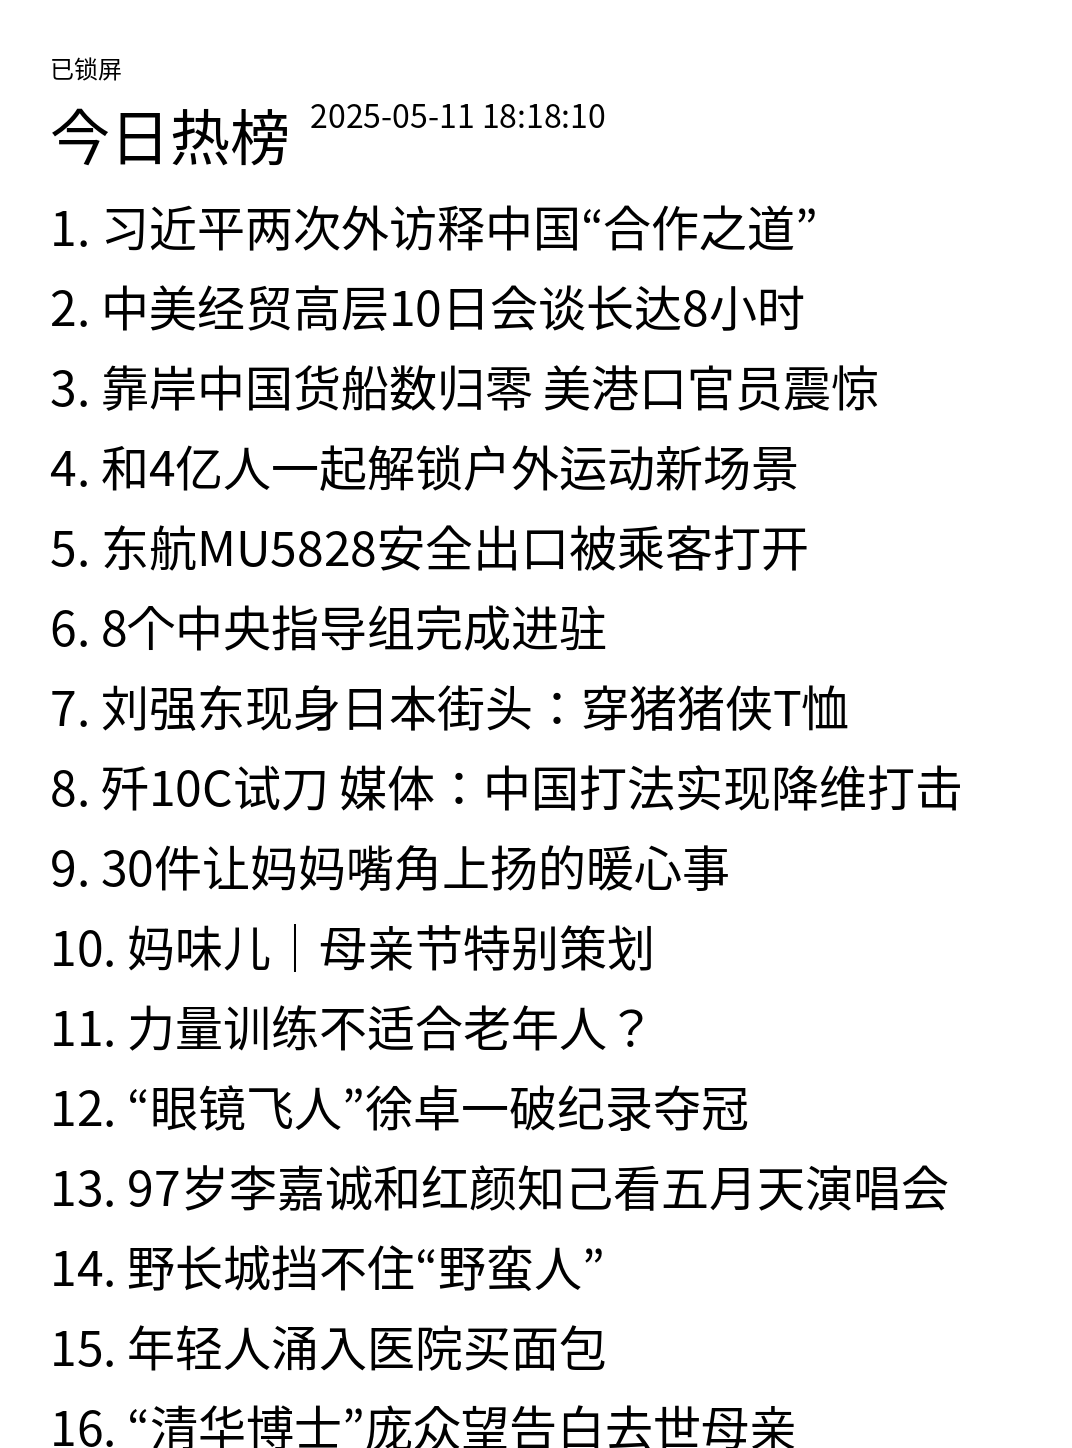 已锁屏
今日热榜 2025-05-11 18:18:10
1. 习近平两次外访释中国“合作之道”
2. 中美经贸高层10日会谈长达8小时
3. 靠岸中国货船数归零 美港口官员震惊
4. 和4亿人一起解锁户外运动新场景
5. 东航MU5828安全出口被乘客打开
6. 8个中央指导组完成进驻
7. 刘强东现身日本街头：穿猪猪侠T恤
8. 歼10C试刀 媒体：中国打法实现降维打击
9. 30件让妈妈嘴角上扬的暖心事
10. 妈味儿｜母亲节特别策划
11. 力量训练不适合老年人？
12. “眼镜飞人”徐卓一破纪录夺冠
13. 97岁李嘉诚和红颜知己看五月天演唱会
14. 野长城挡不住“野蛮人”
15. 年轻人涌入医院买面包
16. “清华博士”庞众望告白去世母亲